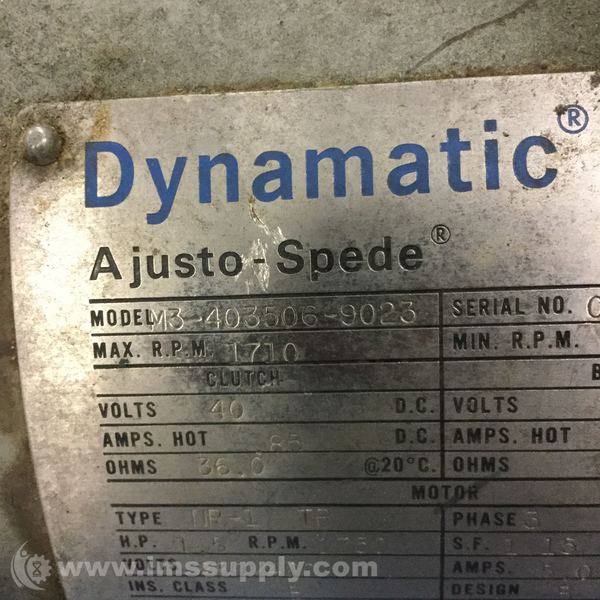 Dynamatic®
Ajusto-Spede®
MODEL M3-403506-9023 SERIAL NO.
MAX. R.P.M. 1710 MIN. R.P.M.
CLUTCH
VOLTS 40 D.C. VOLTS
AMPS. HOT .85 D.C. AMPS. HOT
OHMS 36.0 @20°C. OHMS
MOTOR
TYPE PHASE 3
H.P. R.P.M. S.F. 1.15
VOLTS AMPS.
INS. CLASS DESIGN
www.imssupply.com